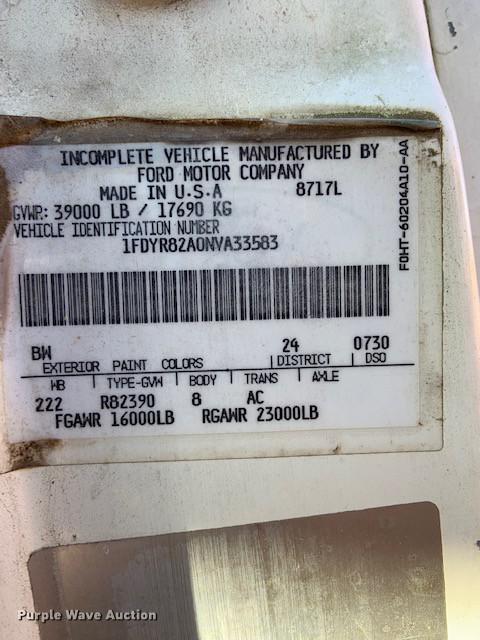 INCOMPLETE VEHICLE MANUFACTURED BY
FORD MOTOR COMPANY
MADE IN U.S.A 8717L
GVWR: 39000 LB / 17690 KG
VEHICLE IDENTIFICATION NUMBER
1FDYR82A0NVA33583
F0HT-60204A10-AA
BW 24 0730
EXTERIOR PAINT COLORS DISTRICT DSO
WB TYPE-GVW BODY TRANS AXLE
222 R82390 8 AC
FGAWR 16000LB RGAWR 23000LB
Purple Wave Auction